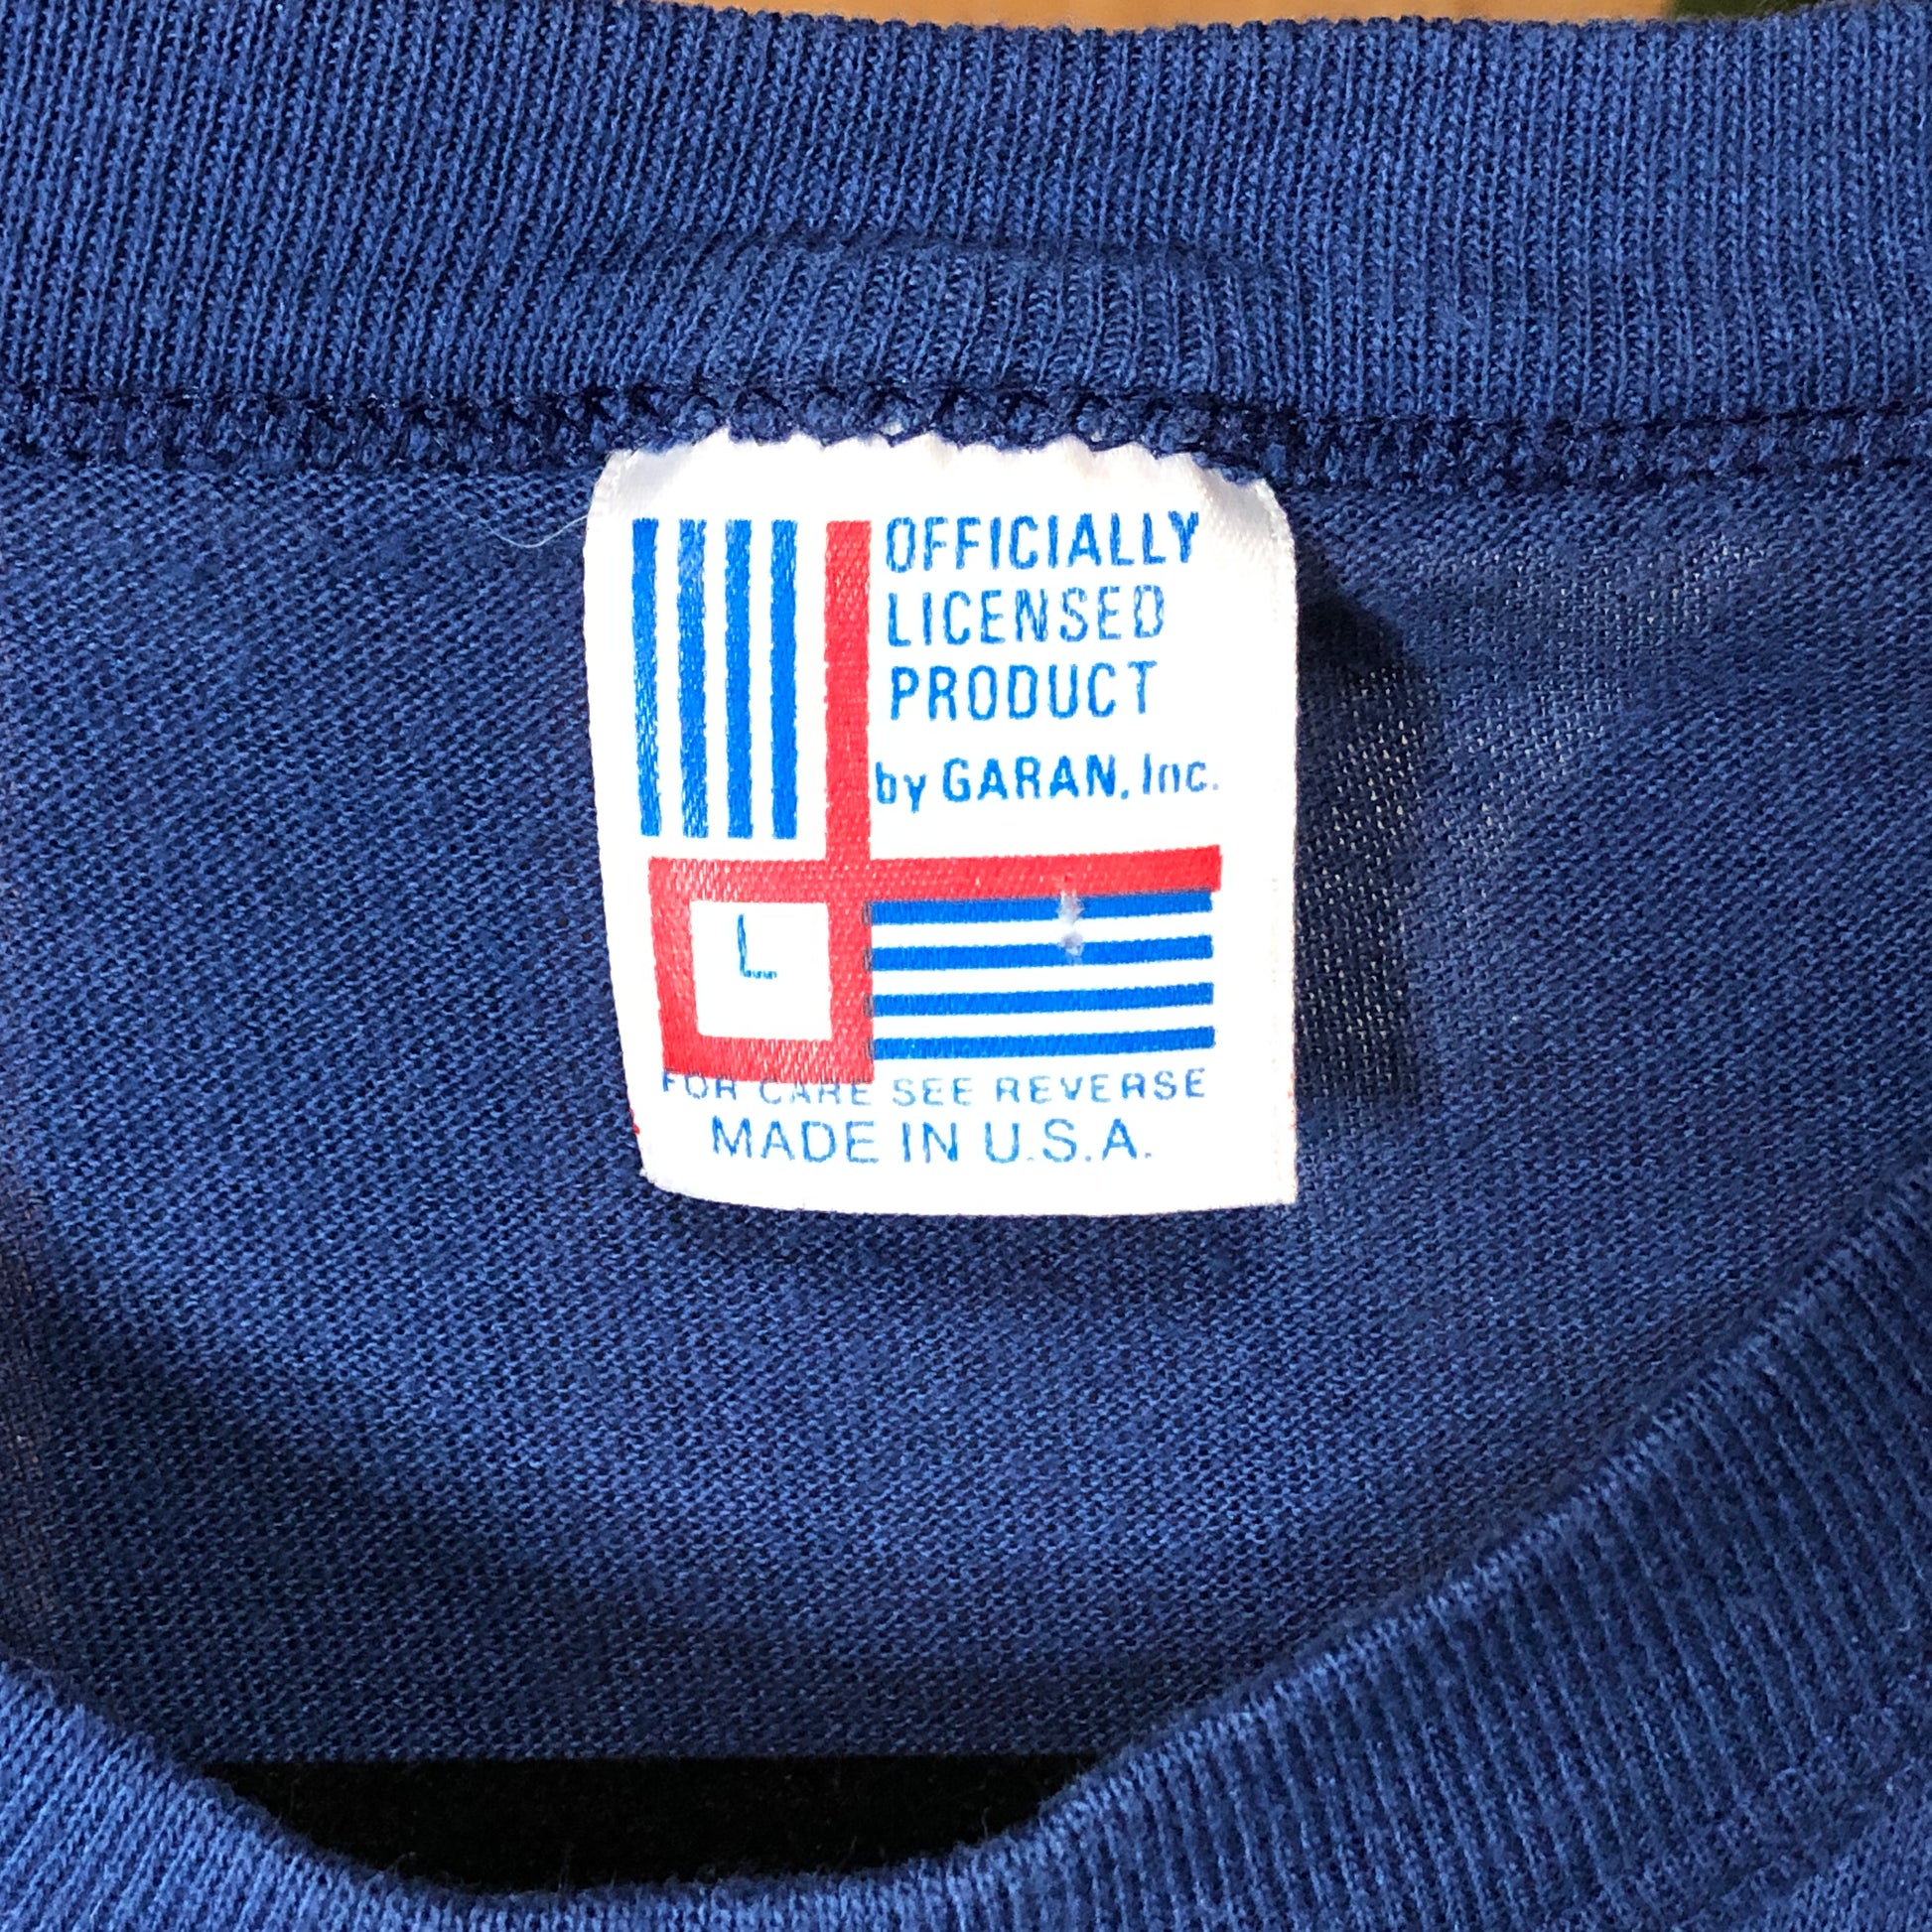 OFFICIALLY
LICENSED
PRODUCT
by GARAN, Inc.
L
FOR CARE SEE REVERSE
MADE IN U.S.A.